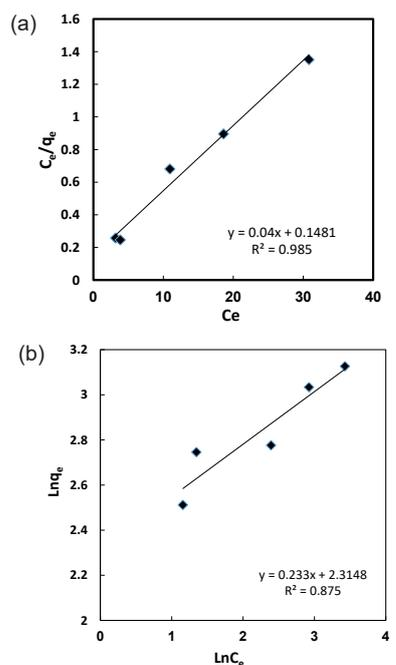 (a)
1.6
1.4
1.2
1
0.8
0.6
0.4
0.2
0
Ce/qe
y = 0.04x + 0.1481
R² = 0.985
0 10 20 30 40
Ce
(b)
3.2
3
2.8
2.6
2.4
2.2
2
Lnqe
y = 0.233x + 2.3148
R² = 0.875
0 1 2 3 4
LnCe